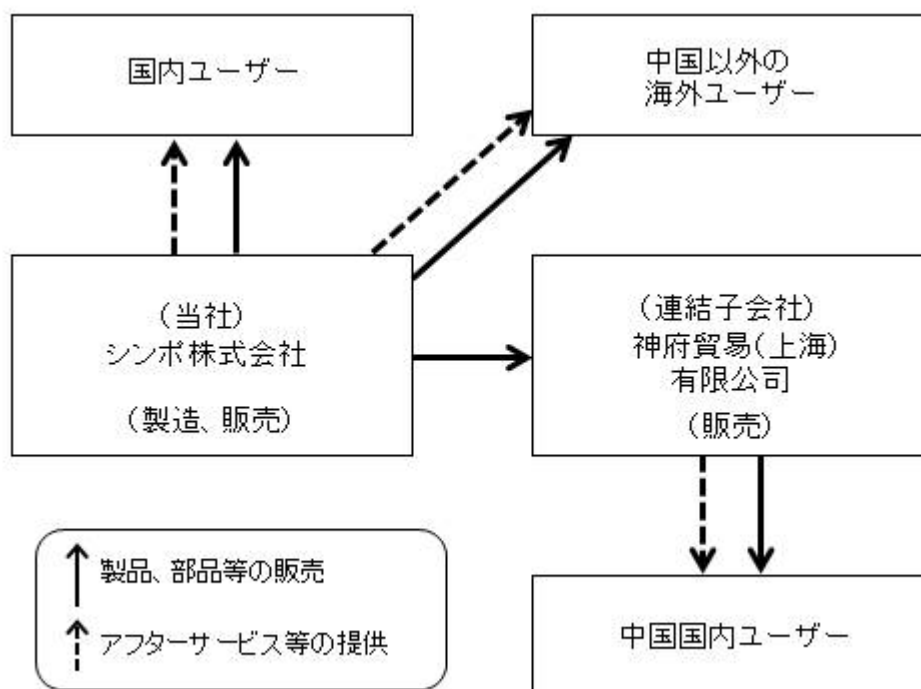 国内ユーザー
中国以外の
海外ユーザー
（当社）
シンポ株式会社
（製造、販売）
（連結子会社）
神府貿易（上海）
有限公司
（販売）
製品、部品等の販売
アフターサービス等の提供
中国国内ユーザー